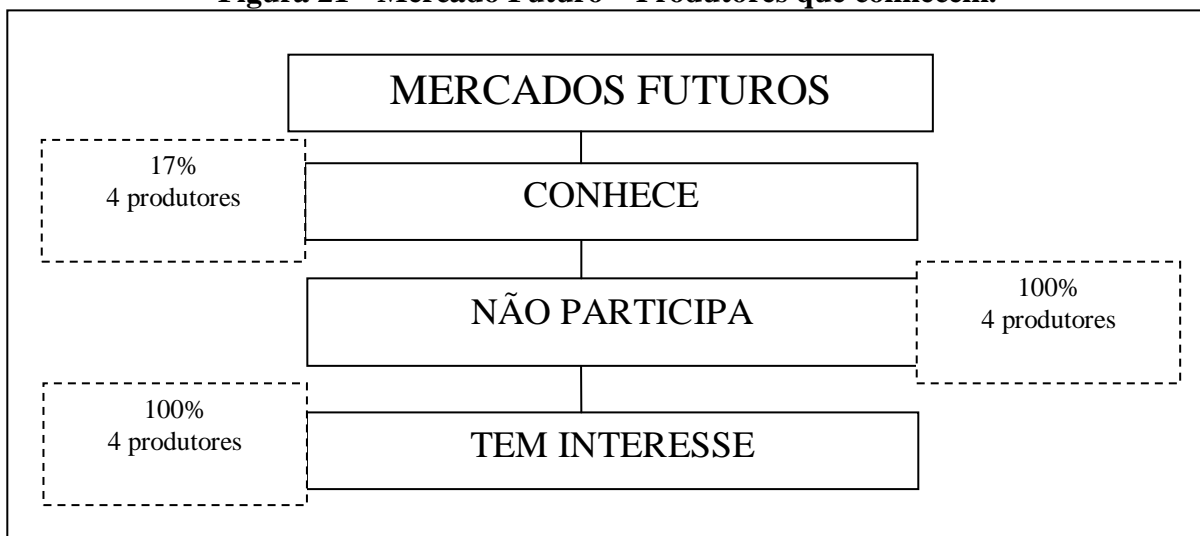 Figura 21 - Mercado Futuro – Produtores que conhecem.
MERCADOS FUTUROS
17%
4 produtores
CONHECE
NÃO PARTICIPA
100%
4 produtores
100%
4 produtores
TEM INTERESSE